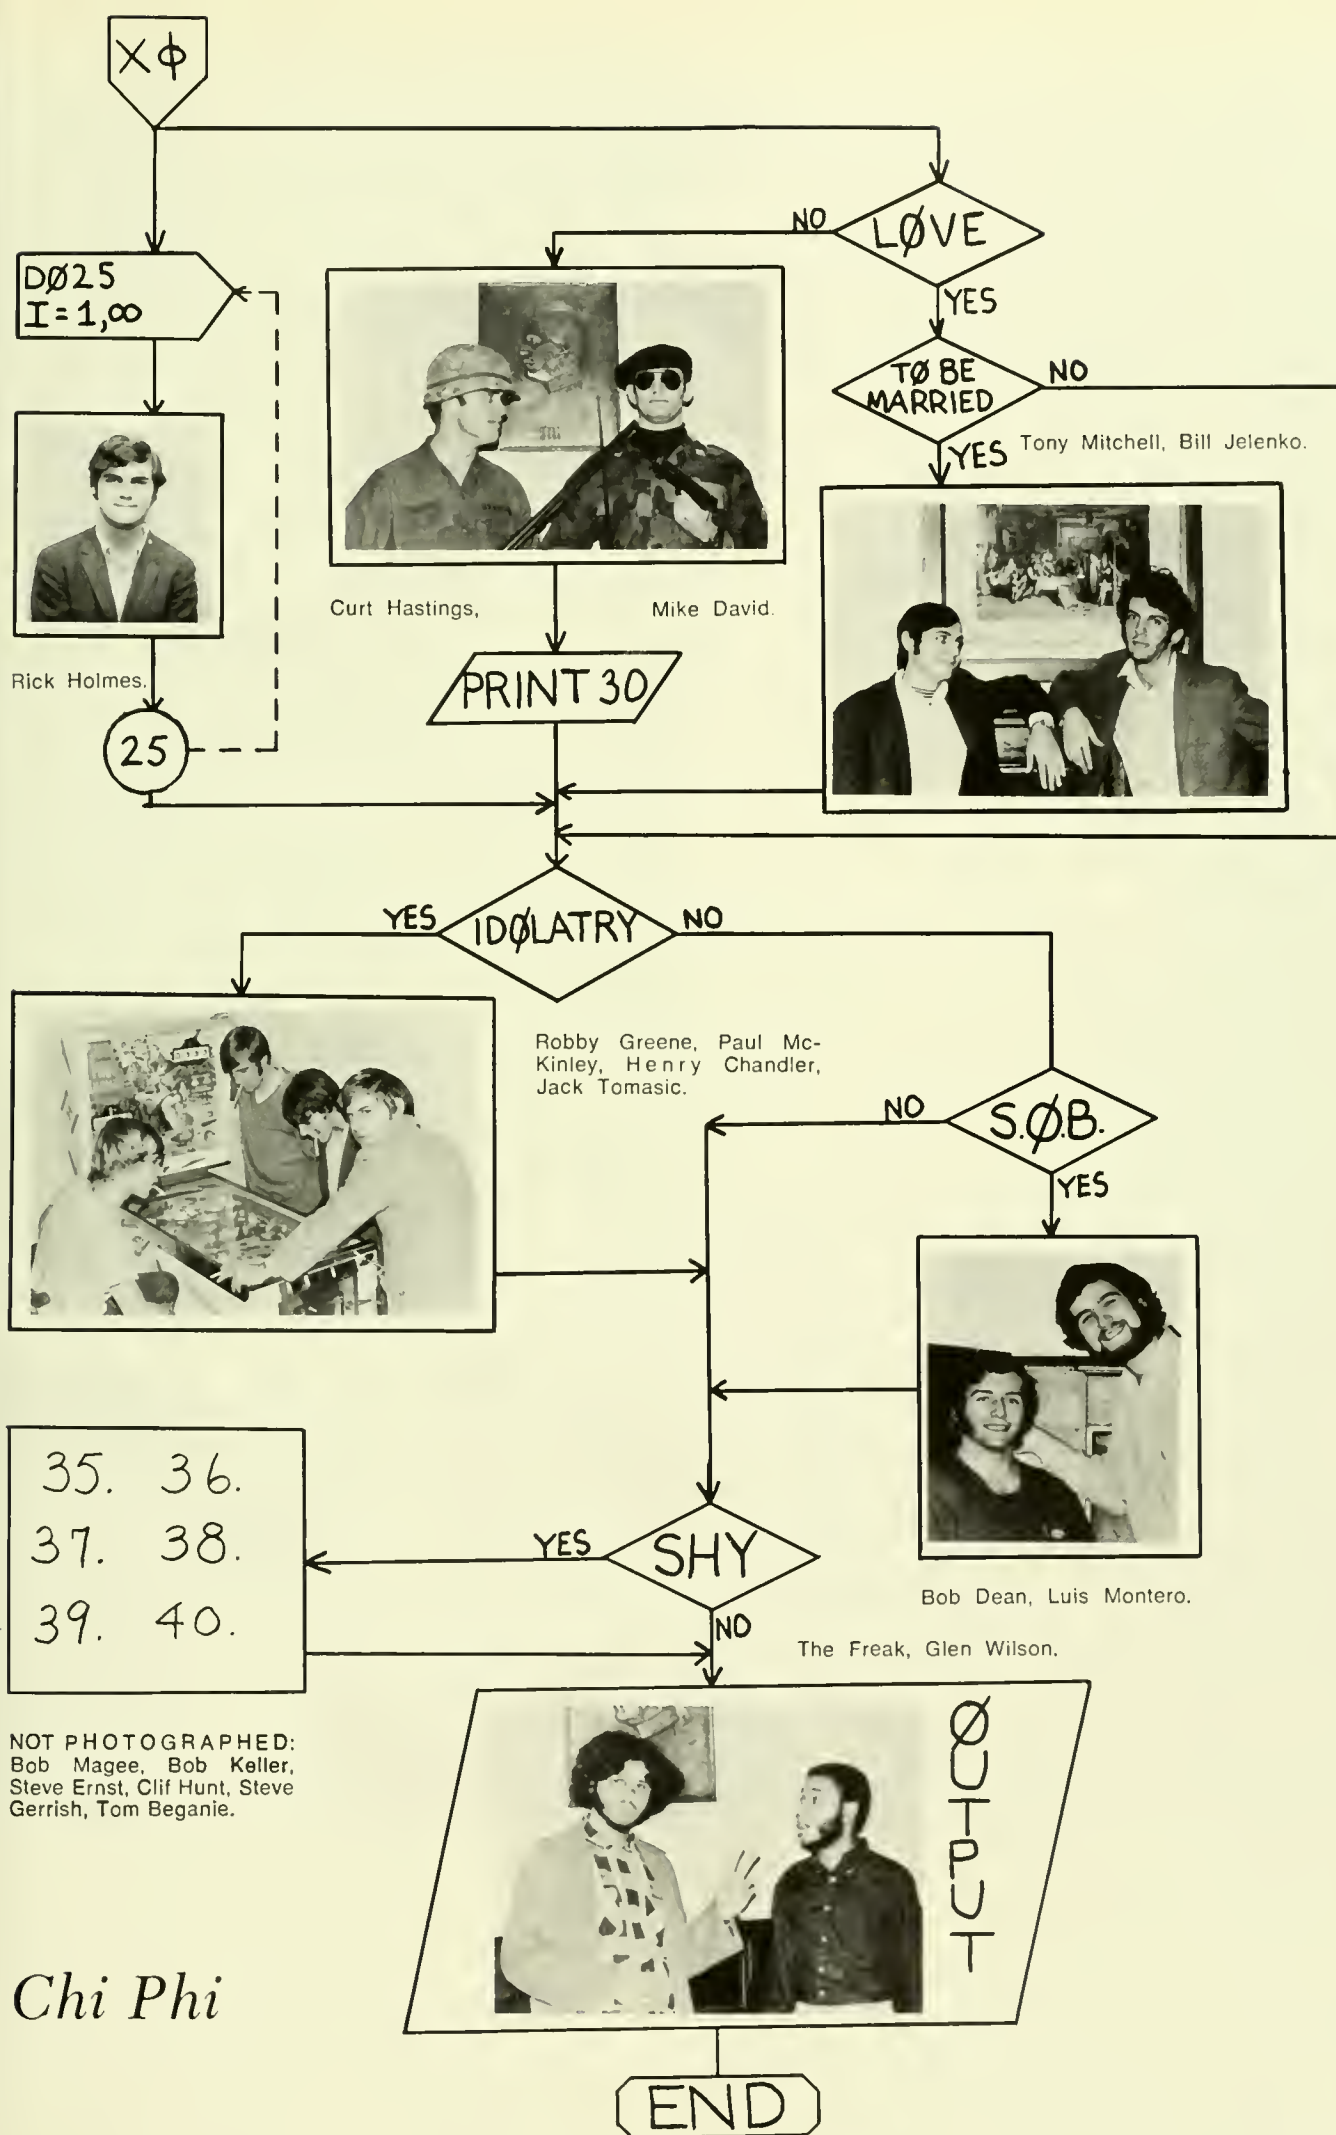 XΦ
LØVE
NO
YES
DØ25
I=1,∞
TØ BE
MARRIED
NO
YES
Tony Mitchell, Bill Jelenko.
Curt Hastings, Mike David.
Rick Holmes.
PRINT 30
25
IDØLATRY
YES
NO
Robby Greene, Paul Mc-
Kinley, Henry Chandler,
Jack Tomasic.
S.Ø.B.
NO
YES
35. 36.
37. 38.
39. 40.
SHY
YES
NO
Bob Dean, Luis Montero.
The Freak, Glen Wilson.
NOT PHOTOGRAPHED:
Bob Magee, Bob Keller,
Steve Ernst, Clif Hunt, Steve
Gerrish, Tom Beganie.
ØUTPUT
Chi Phi
END